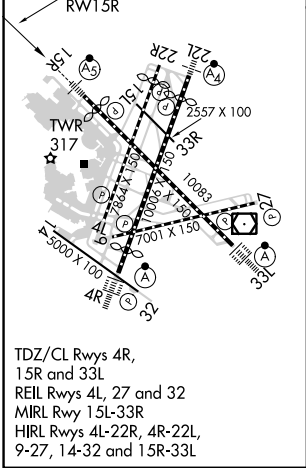 RW15R
15R
A5
22R
22L
A4
P
15L
P
2557 X 100
33R
TWR
317
7864 X 150
10005 X 150
10083 X 150
P
4L
9
7001 X 150
P
P
27
14
5000 X 100
A
A
33L
4R
32
P
TDZ/CL Rwys 4R,
15R and 33L
REIL Rwys 4L, 27 and 32
MIRL Rwy 15L-33R
HIRL Rwys 4L-22R, 4R-22L,
9-27, 14-32 and 15R-33L